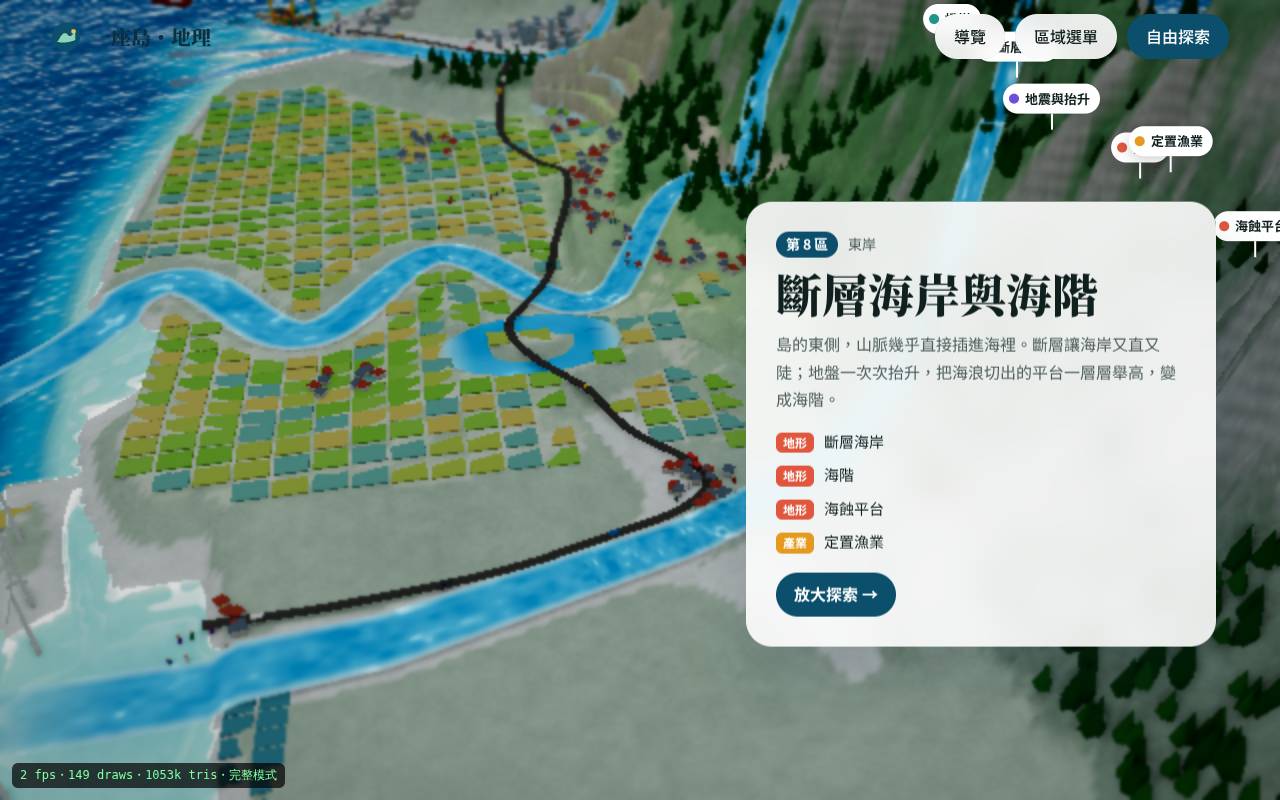 座島・地理
導覽
區域選單
自由探索
地震與抬升
定置漁業
海蝕平台
第 8 區 東岸
斷層海岸與海階
島的東側，山脈幾乎直接插進海裡。斷層讓海岸又直又
陡；地盤一次次抬升，把海浪切出的平台一層層舉高，變
成海階。
地形 斷層海岸
地形 海階
地形 海蝕平台
產業 定置漁業
放大探索 →
2 fps · 149 draws · 1053k tris · 完整模式